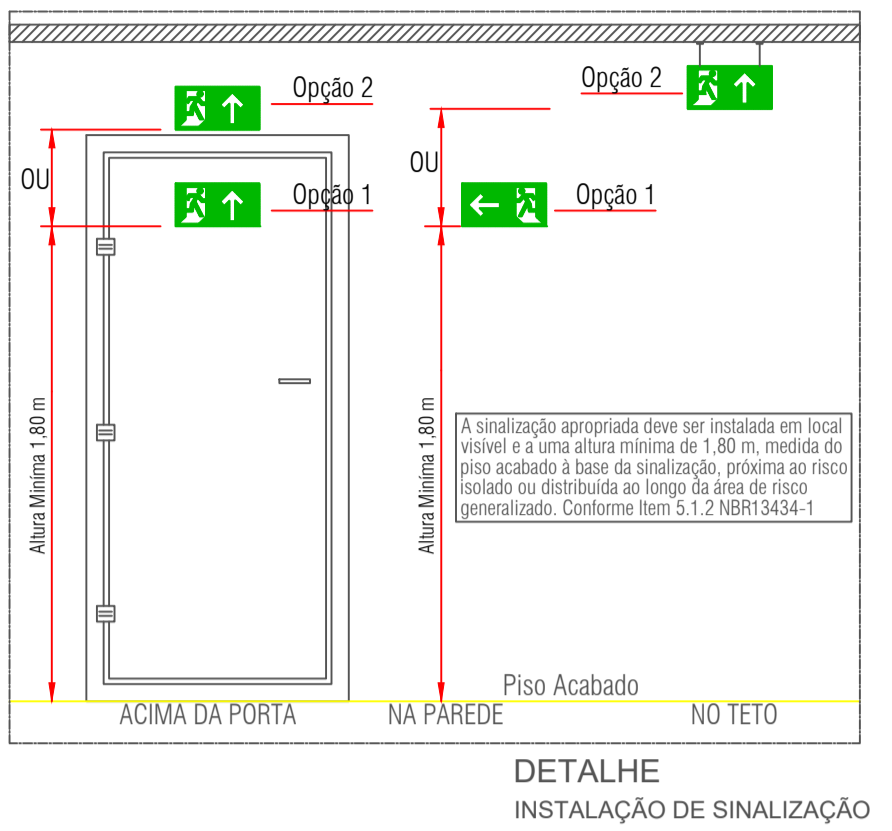 Opção 2
Opção 2
OU
OU
Opção 1
Opção 1
Altura Miníma 1,80 m
Altura Miníma 1,80 m
A sinalização apropriada deve ser instalada em local
visível e a uma altura mínima de 1,80 m, medida do
piso acabado à base da sinalização, próxima ao risco
isolado ou distribuída ao longo da área de risco
generalizado. Conforme Item 5.1.2 NBR13434-1
Piso Acabado
ACIMA DA PORTA
NA PAREDE
NO TETO
DETALHE
INSTALAÇÃO DE SINALIZAÇÃO